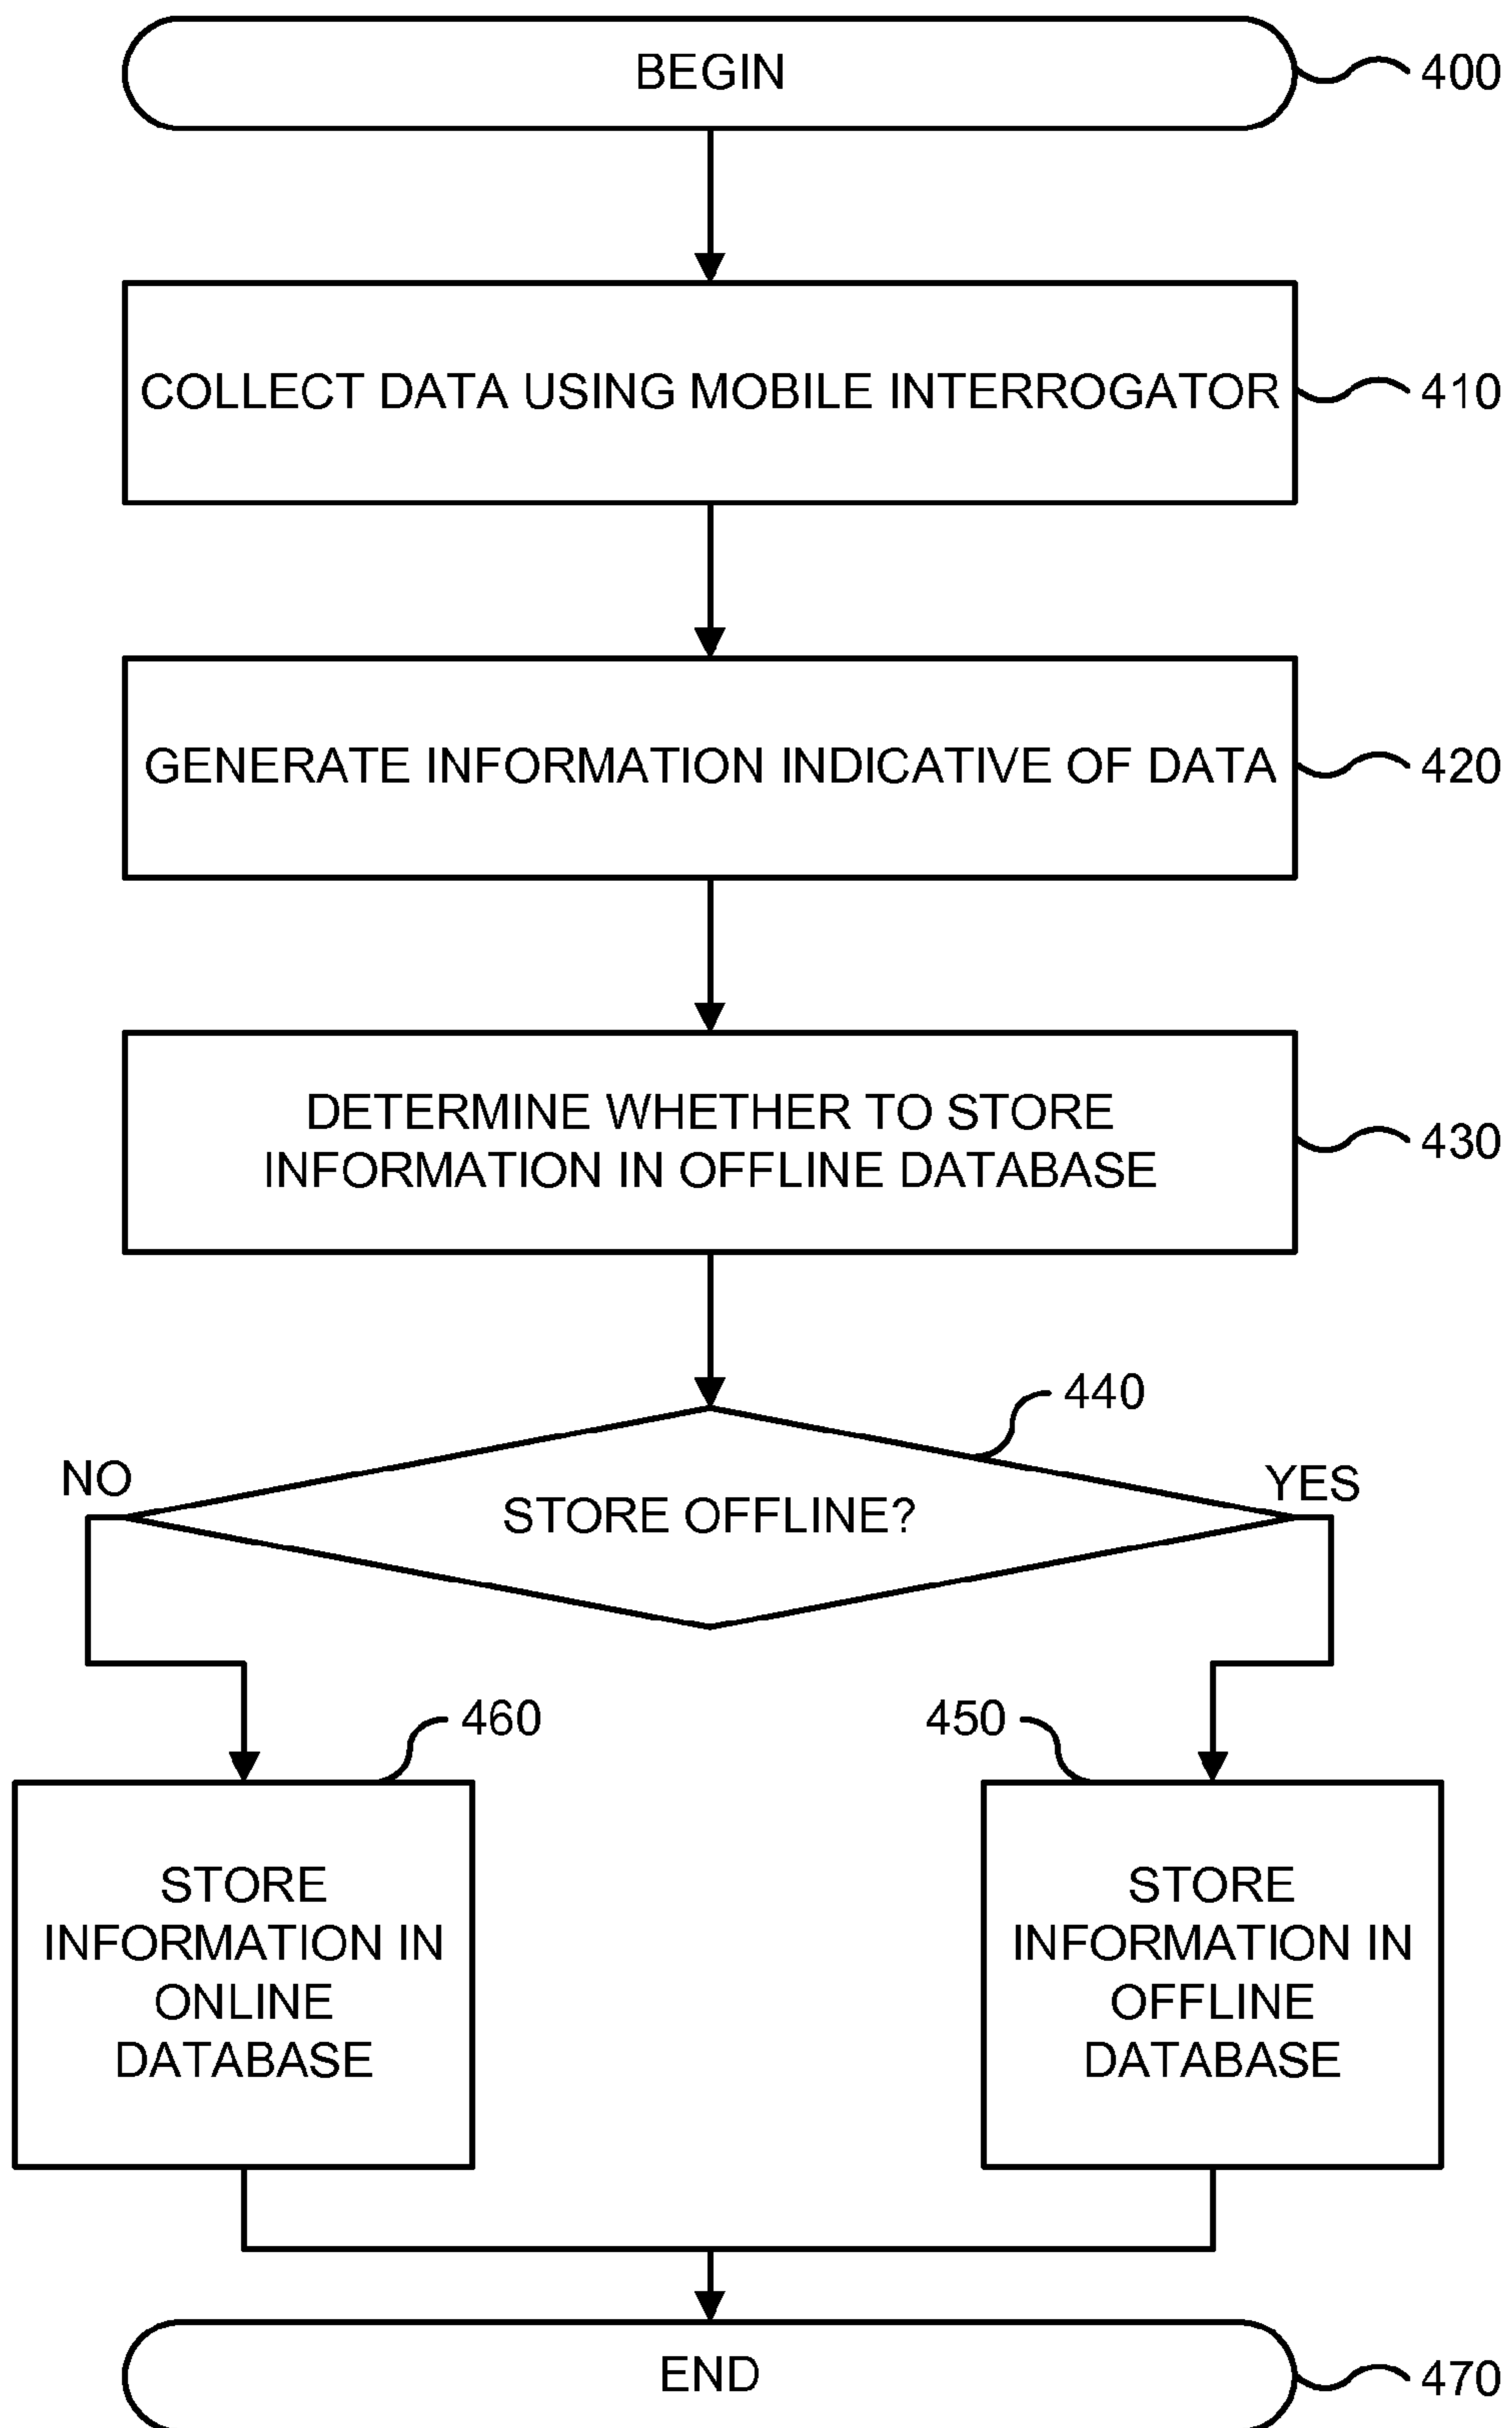 BEGIN
400
COLLECT DATA USING MOBILE INTERROGATOR
410
GENERATE INFORMATION INDICATIVE OF DATA
420
DETERMINE WHETHER TO STORE
INFORMATION IN OFFLINE DATABASE
430
440
NO
STORE OFFLINE?
YES
460
STORE
INFORMATION IN
ONLINE
DATABASE
450
STORE
INFORMATION IN
OFFLINE
DATABASE
END
470